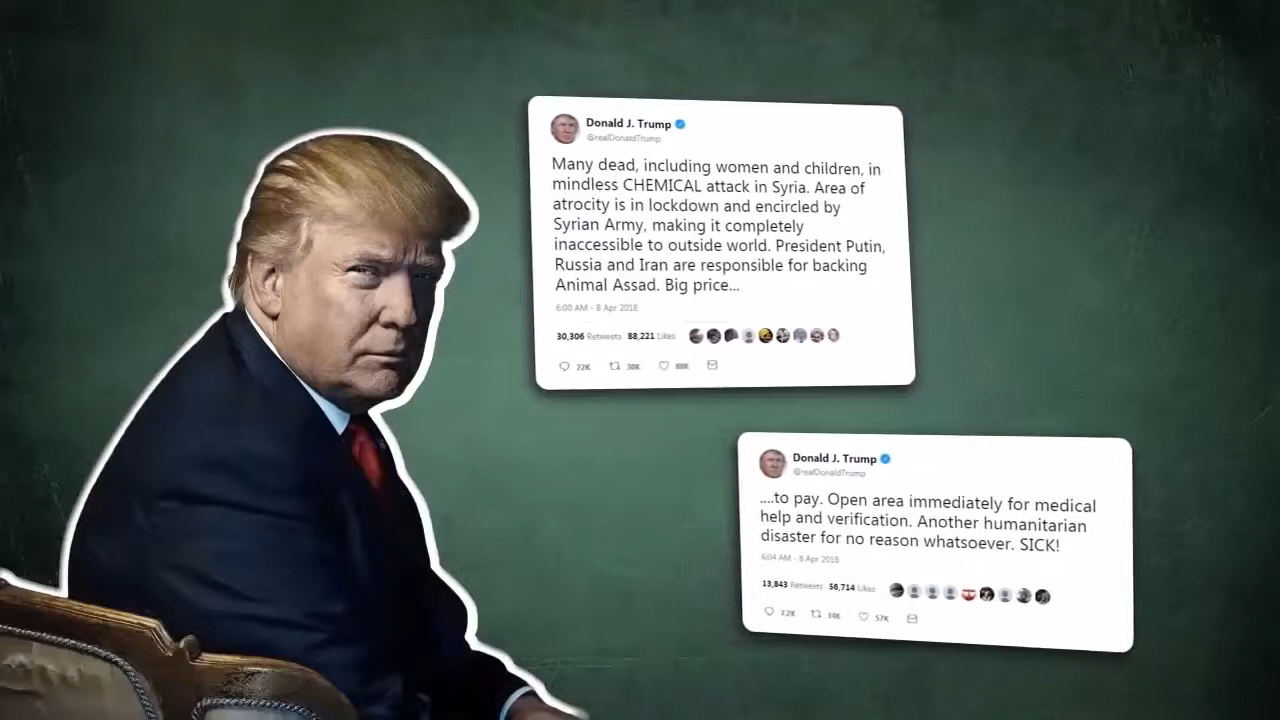 Donald J. Trump
@realDonaldTrump
Many dead, including women and children, in
mindless CHEMICAL attack in Syria. Area of
atrocity is in lockdown and encircled by
Syrian Army, making it completely
inaccessible to outside world. President Putin,
Russia and Iran are responsible for backing
Animal Assad. Big price...
6:00 AM - 8 Apr 2018
30,306 Retweets 88,221 Likes
22K 30K 88K
Donald J. Trump
@realDonaldTrump
....to pay. Open area immediately for medical
help and verification. Another humanitarian
disaster for no reason whatsoever. SICK!
6:04 AM - 8 Apr 2018
13,843 Retweets 56,714 Likes
7.2K 14K 57K